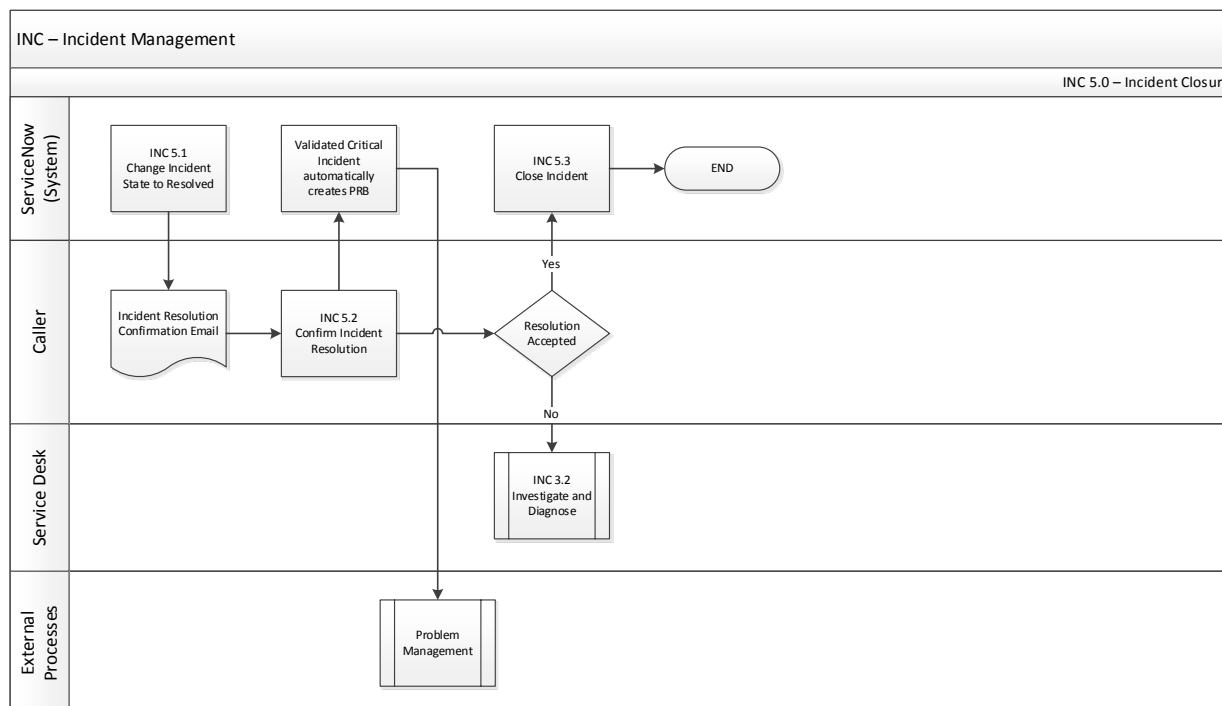 INC – Incident Management
INC 5.0 – Incident Closur
ServiceNow
(System)
INC 5.1
Change Incident
State to Resolved
Validated Critical
Incident
automatically
creates PRB
INC 5.3
Close Incident
END
Yes
Caller
Incident Resolution
Confirmation Email
INC 5.2
Confirm Incident
Resolution
Resolution
Accepted
No
Service Desk
INC 3.2
Investigate and
Diagnose
External
Processes
Problem
Management